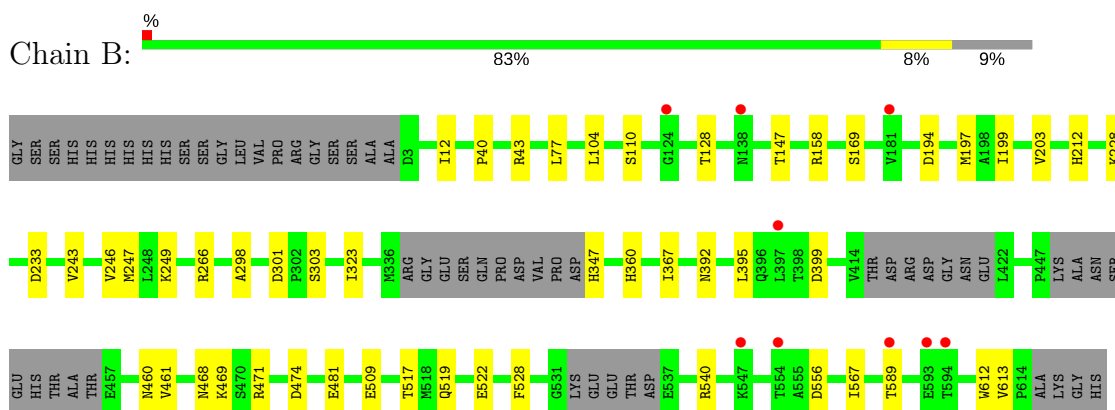 %
Chain B:
83% 8% 9%
GLY SER SER HIS HIS HIS HIS HIS HIS SER SER GLY LEU VAL PRO ARG GLY SER SER ALA ALA D3 I12 P40 R43 L77 L104 S110 G124 T128 N138 T147 R158 S169 V181 D194 M197 A198 I199 V203 H212
D233 V243 V246 M247 L248 K249 R266 A298 D301 P302 S303 I323 M336 ARG GLY GLU SER GLN PRO ASP VAL PRO ASP H347 H360 I367 N392 L395 Q396 L397 T398 D399 V414 THR ASP ARG ASP GLY ASN GLU L422 P447 LYS ALA ASN SER
GLU HIS THR ALA THR E457 N460 V461 N468 K469 S470 R471 D474 E481 E509 T517 M518 Q519 E522 F528 G531 LYS GLU GLU THR ASP E537 R540 K547 T554 A555 D556 I567 T589 E593 T594 W612 V613 P614 ALA LYS GLY HIS